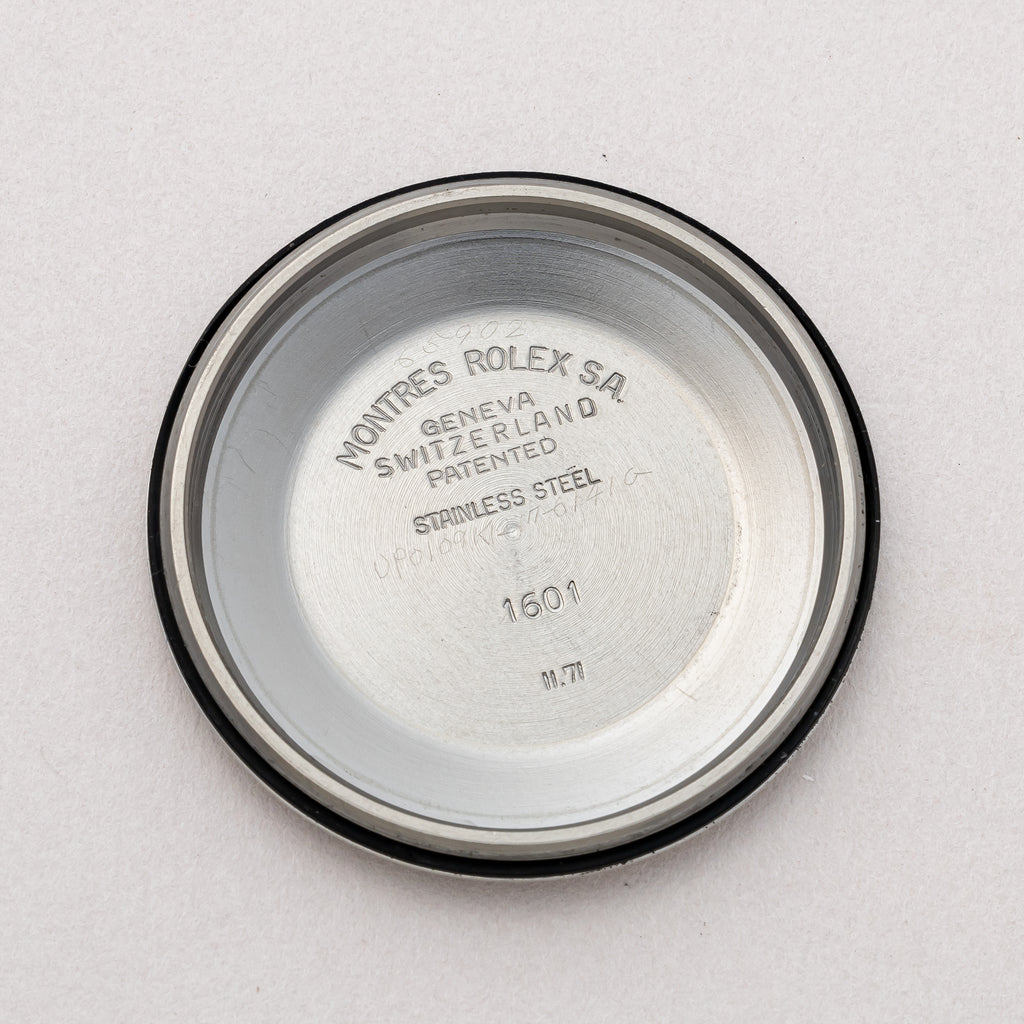 MONTRES ROLEX S.A.
GENEVA
SWITZERLAND
PATENTED
STAINLESS STEEL
1601
II.71